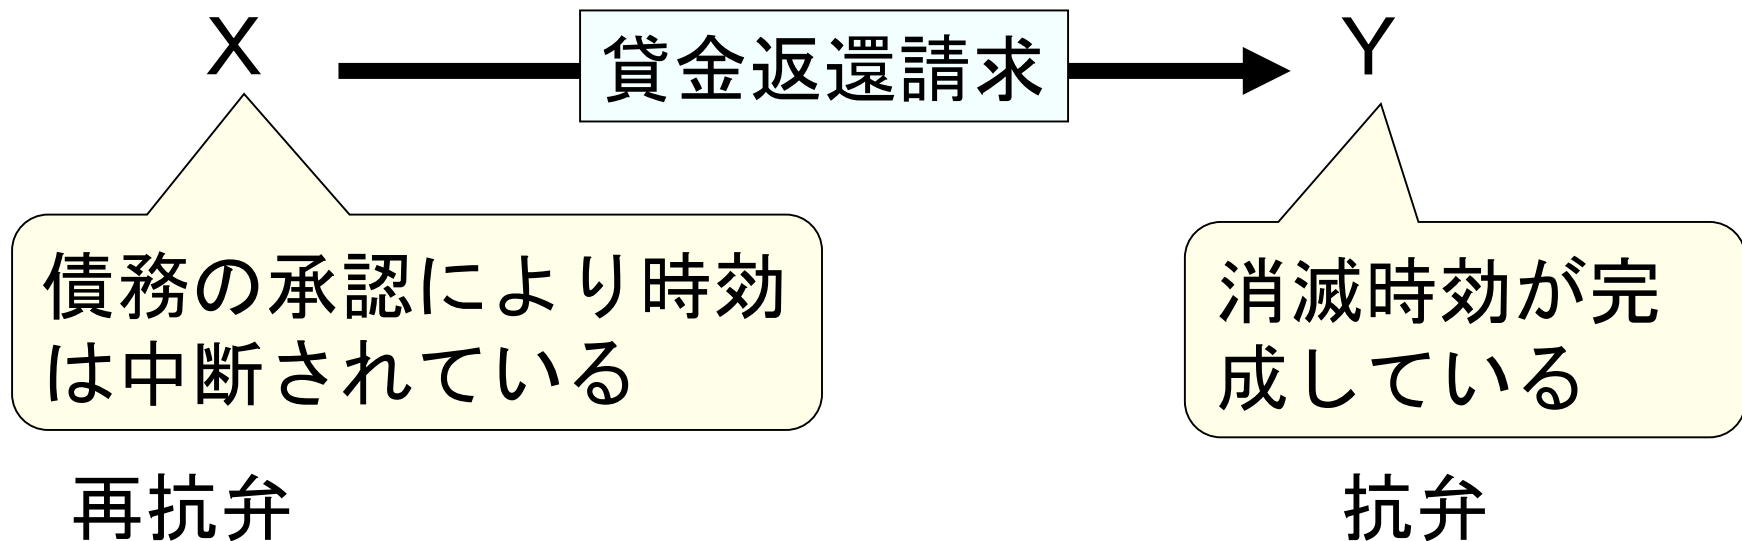 X
貸金返還請求
Y
債務の承認により時効
は中断されている
消滅時効が完
成している
再抗弁
抗弁